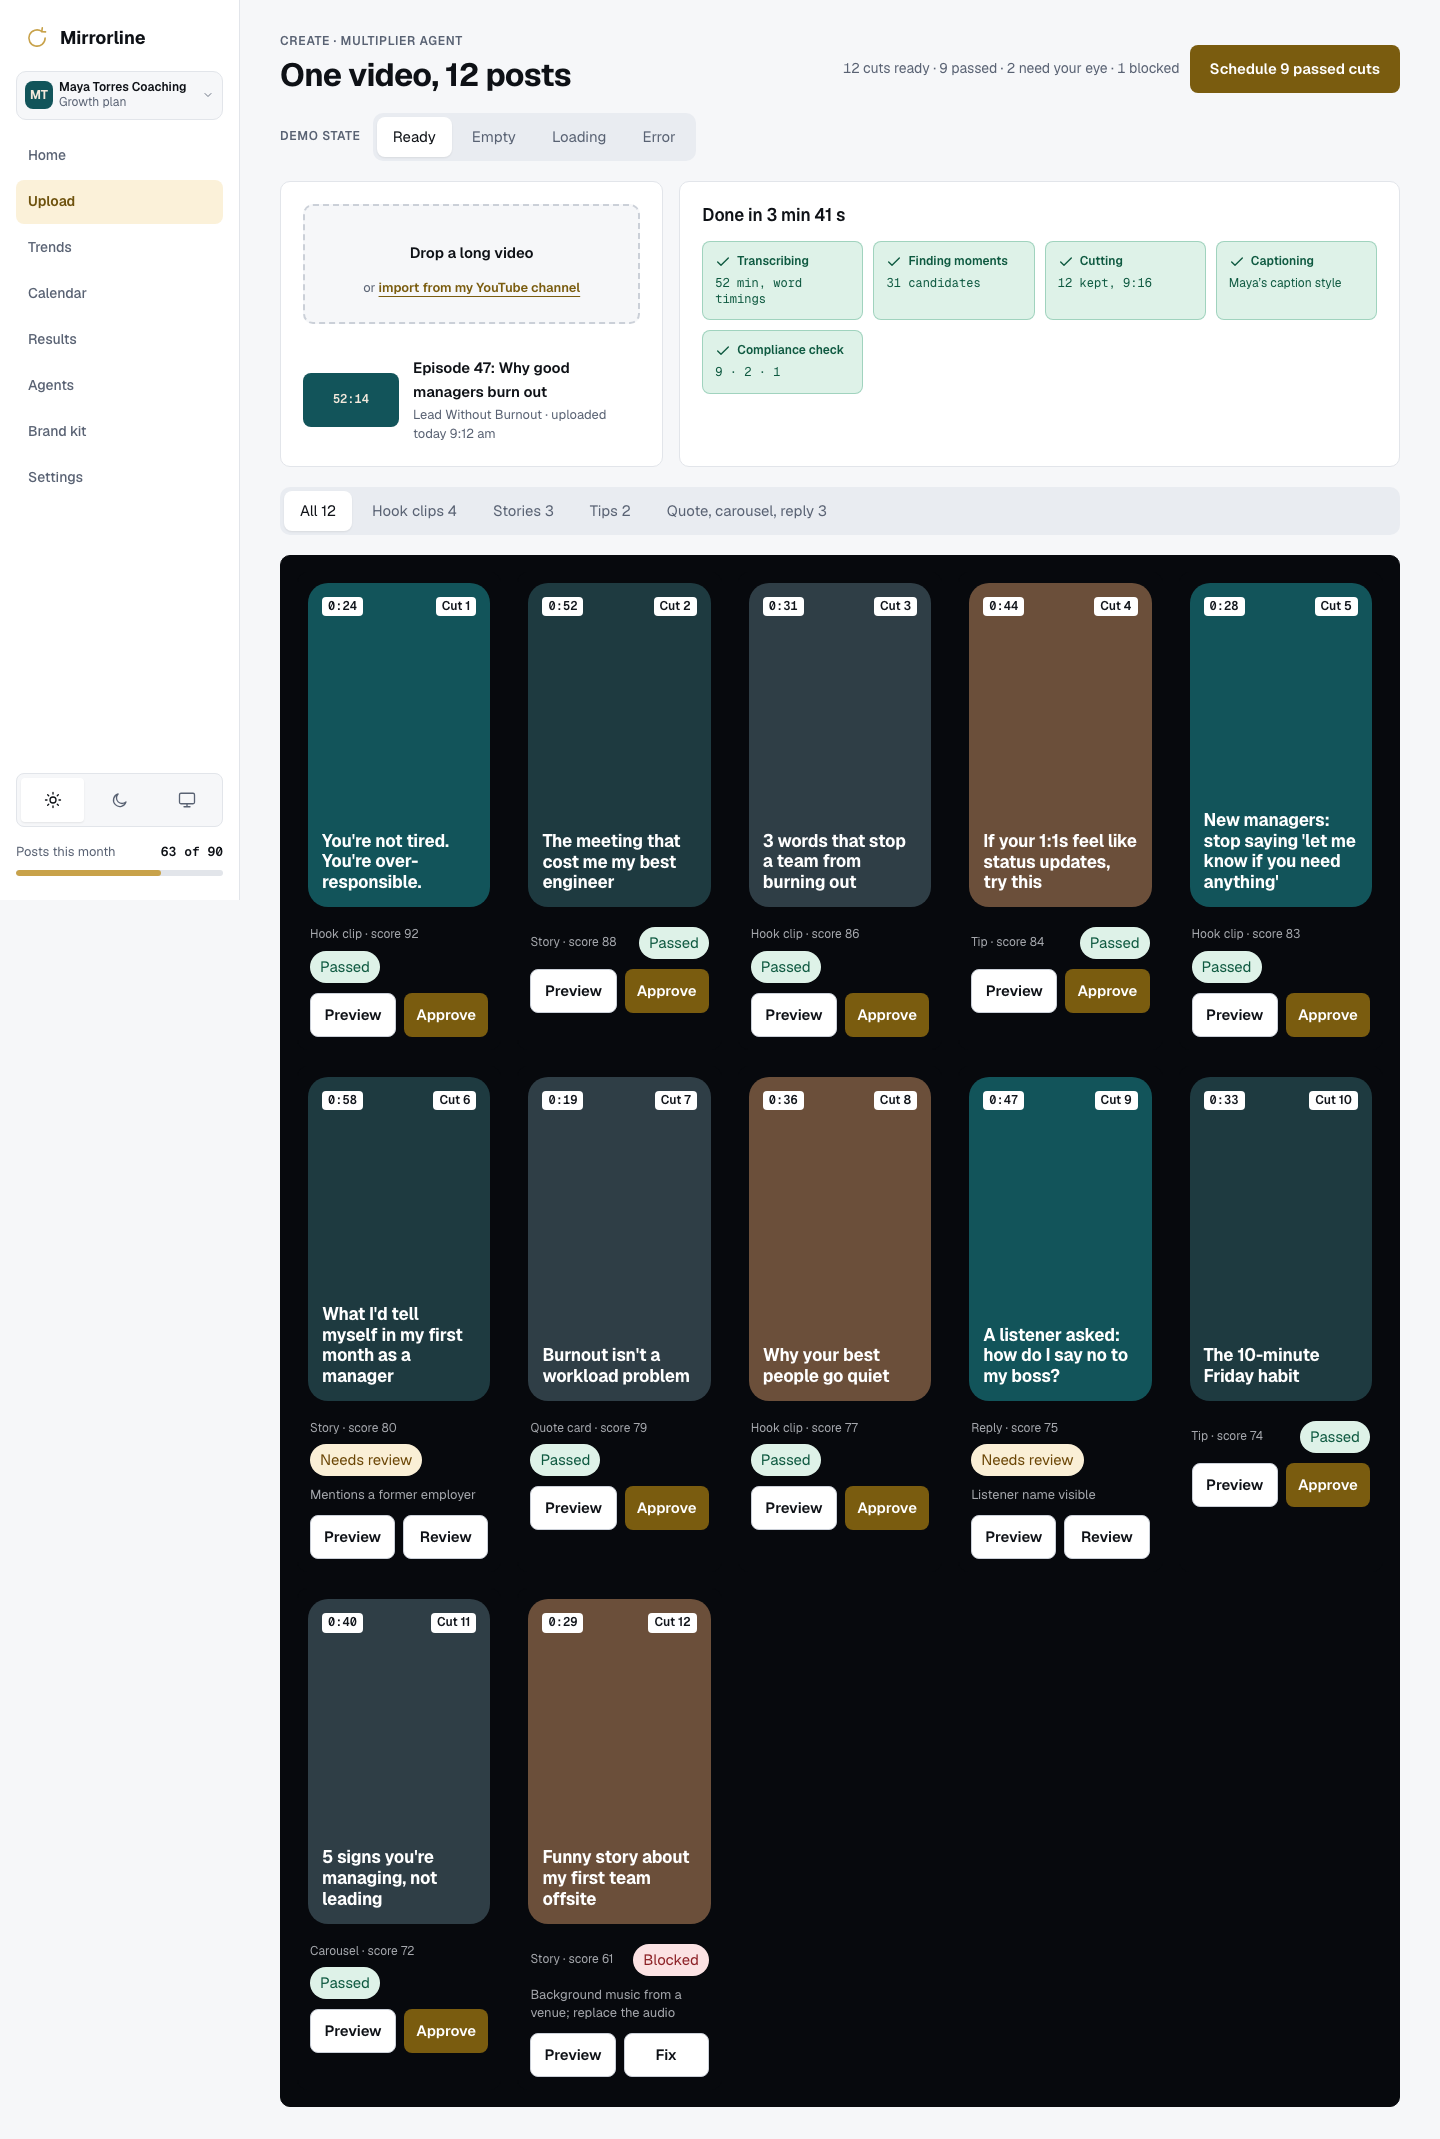 Mirrorline
MT
Maya Torres Coaching
Growth plan
Home
Upload
Trends
Calendar
Results
Agents
Brand kit
Settings
Posts this month
63 of 90
CREATE · MULTIPLIER AGENT
One video, 12 posts
12 cuts ready · 9 passed · 2 need your eye · 1 blocked
Schedule 9 passed cuts
DEMO STATE
Ready
Empty
Loading
Error
Drop a long video
or import from my YouTube channel
52:14
Episode 47: Why good
managers burn out
Lead Without Burnout · uploaded
today 9:12 am
Done in 3 min 41 s
Transcribing
52 min, word
timings
Finding moments
31 candidates
Cutting
12 kept, 9:16
Captioning
Maya's caption style
Compliance check
9 · 2 · 1
All 12
Hook clips 4
Stories 3
Tips 2
Quote, carousel, reply 3
0:24
Cut 1
You're not tired.
You're over-
responsible.
Hook clip · score 92
Passed
Preview
Approve
0:52
Cut 2
The meeting that
cost me my best
engineer
Story · score 88
Passed
Preview
Approve
0:31
Cut 3
3 words that stop
a team from
burning out
Hook clip · score 86
Passed
Preview
Approve
0:44
Cut 4
If your 1:1s feel like
status updates,
try this
Tip · score 84
Passed
Preview
Approve
0:28
Cut 5
New managers:
stop saying 'let me
know if you need
anything'
Hook clip · score 83
Passed
Preview
Approve
0:58
Cut 6
What I'd tell
myself in my first
month as a
manager
Story · score 80
Needs review
Mentions a former employer
Preview
Review
0:19
Cut 7
Burnout isn't a
workload problem
Quote card · score 79
Passed
Preview
Approve
0:36
Cut 8
Why your best
people go quiet
Hook clip · score 77
Passed
Preview
Approve
0:47
Cut 9
A listener asked:
how do I say no to
my boss?
Reply · score 75
Needs review
Listener name visible
Preview
Review
0:33
Cut 10
The 10-minute
Friday habit
Tip · score 74
Passed
Preview
Approve
0:40
Cut 11
5 signs you're
managing, not
leading
Carousel · score 72
Passed
Preview
Approve
0:29
Cut 12
Funny story about
my first team
offsite
Story · score 61
Blocked
Background music from a
venue; replace the audio
Preview
Fix